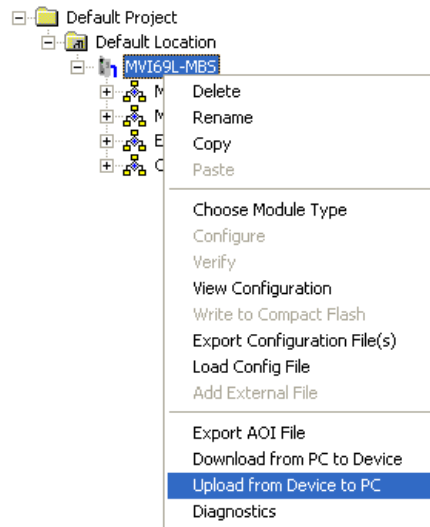 Default Project
Default Location
MVI69L-MBS
M
M
E
C
Delete
Rename
Copy
Paste
Choose Module Type
Configure
Verify
View Configuration
Write to Compact Flash
Export Configuration File(s)
Load Config File
Add External File
Export AOI File
Download from PC to Device
Upload from Device to PC
Diagnostics